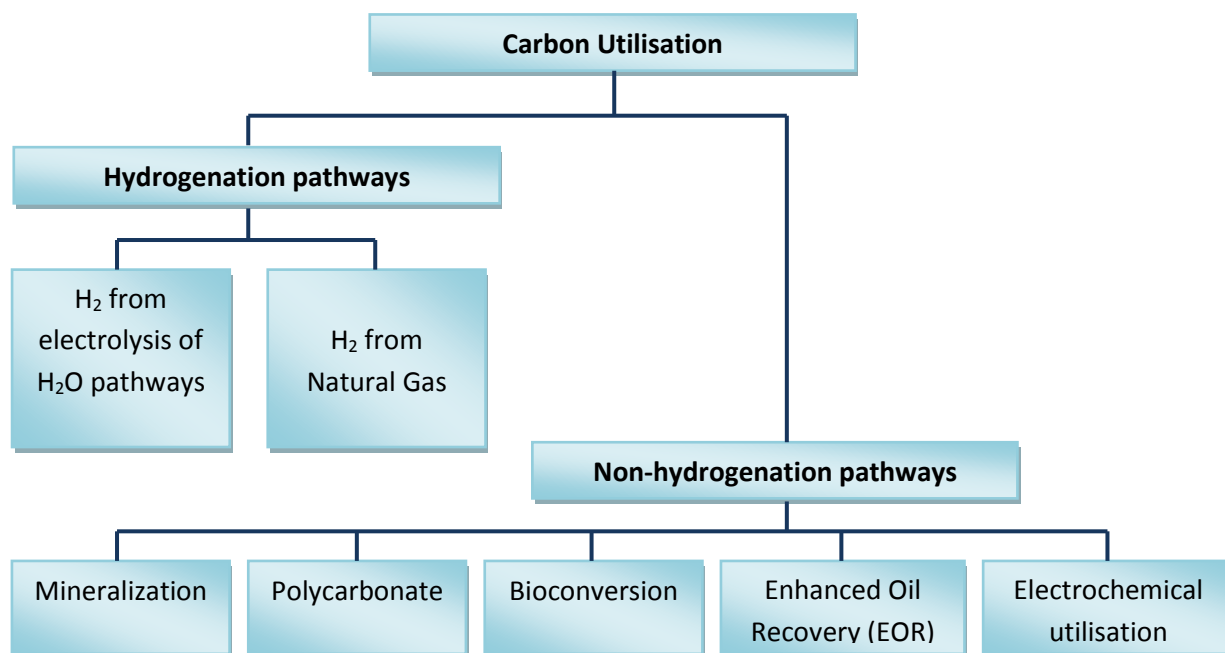 Carbon Utilisation
Hydrogenation pathways
H₂ from
electrolysis of
H₂O pathways
H₂ from
Natural Gas
Non-hydrogenation pathways
Mineralization
Polycarbonate
Bioconversion
Enhanced Oil
Recovery (EOR)
Electrochemical
utilisation